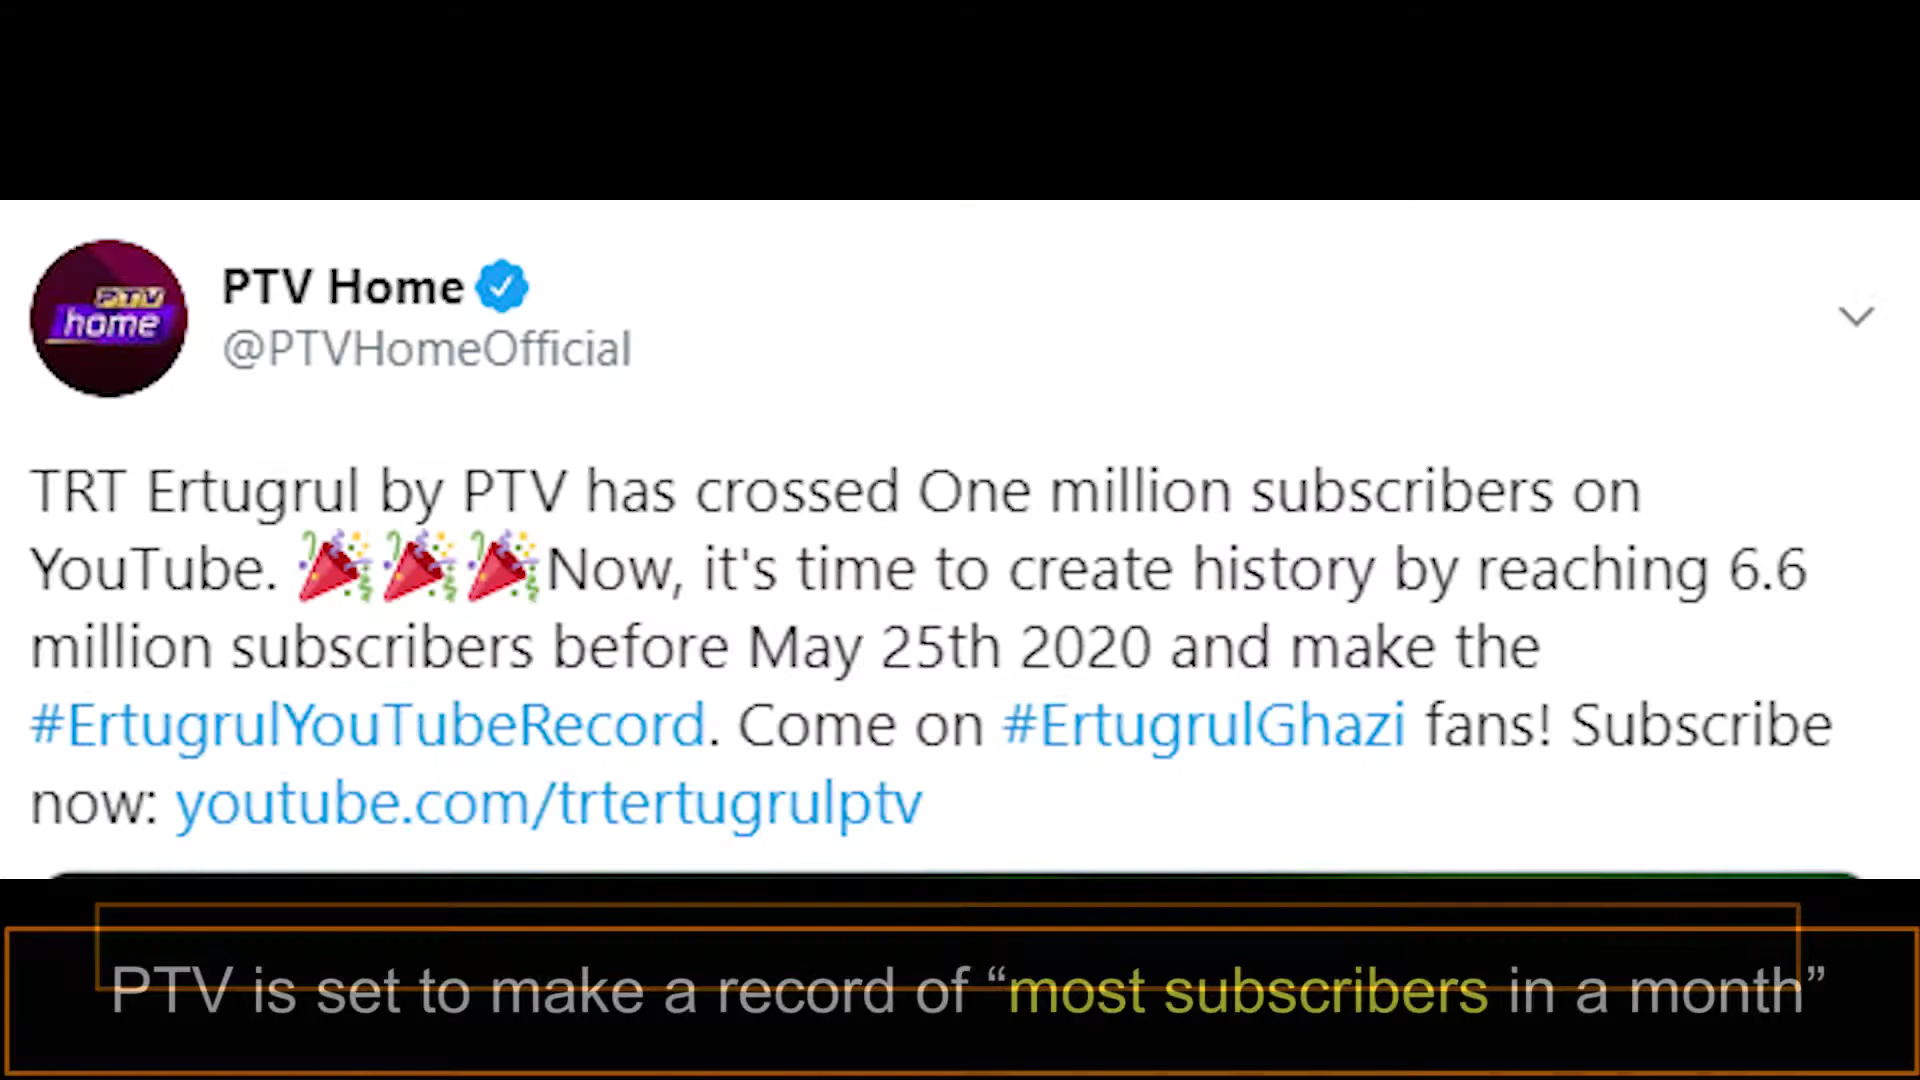 PTV
home
PTV Home
@PTVHomeOfficial
TRT Ertugrul by PTV has crossed One million subscribers on
YouTube. 🎉🎉🎉Now, it's time to create history by reaching 6.6
million subscribers before May 25th 2020 and make the
#ErtugrulYouTubeRecord. Come on #ErtugrulGhazi fans! Subscribe
now: youtube.com/trtertugrulptv
PTV is set to make a record of “most subscribers in a month”